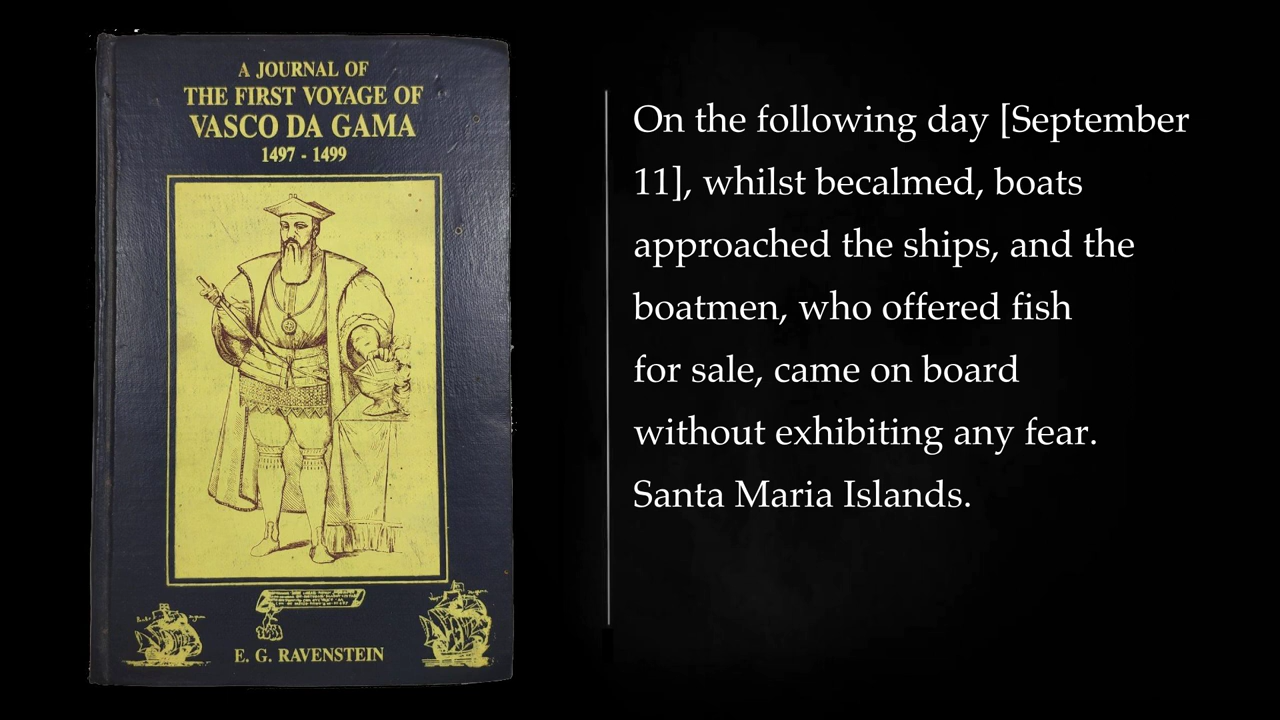 A JOURNAL OF
THE FIRST VOYAGE OF
VASCO DA GAMA
1497 - 1499
E. G. RAVENSTEIN
On the following day [September
11], whilst becalmed, boats
approached the ships, and the
boatmen, who offered fish
for sale, came on board
without exhibiting any fear.
Santa Maria Islands.